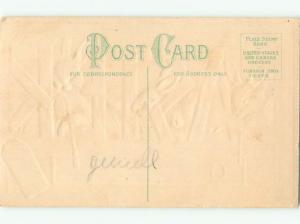 POST CARD
FOR CORRESPONDENCE
FOR ADDRESS ONLY
PLACE STAMP
HERE
UNITED STATES
AND CANADA
ONE CENT
FOREIGN TWO
CENTS